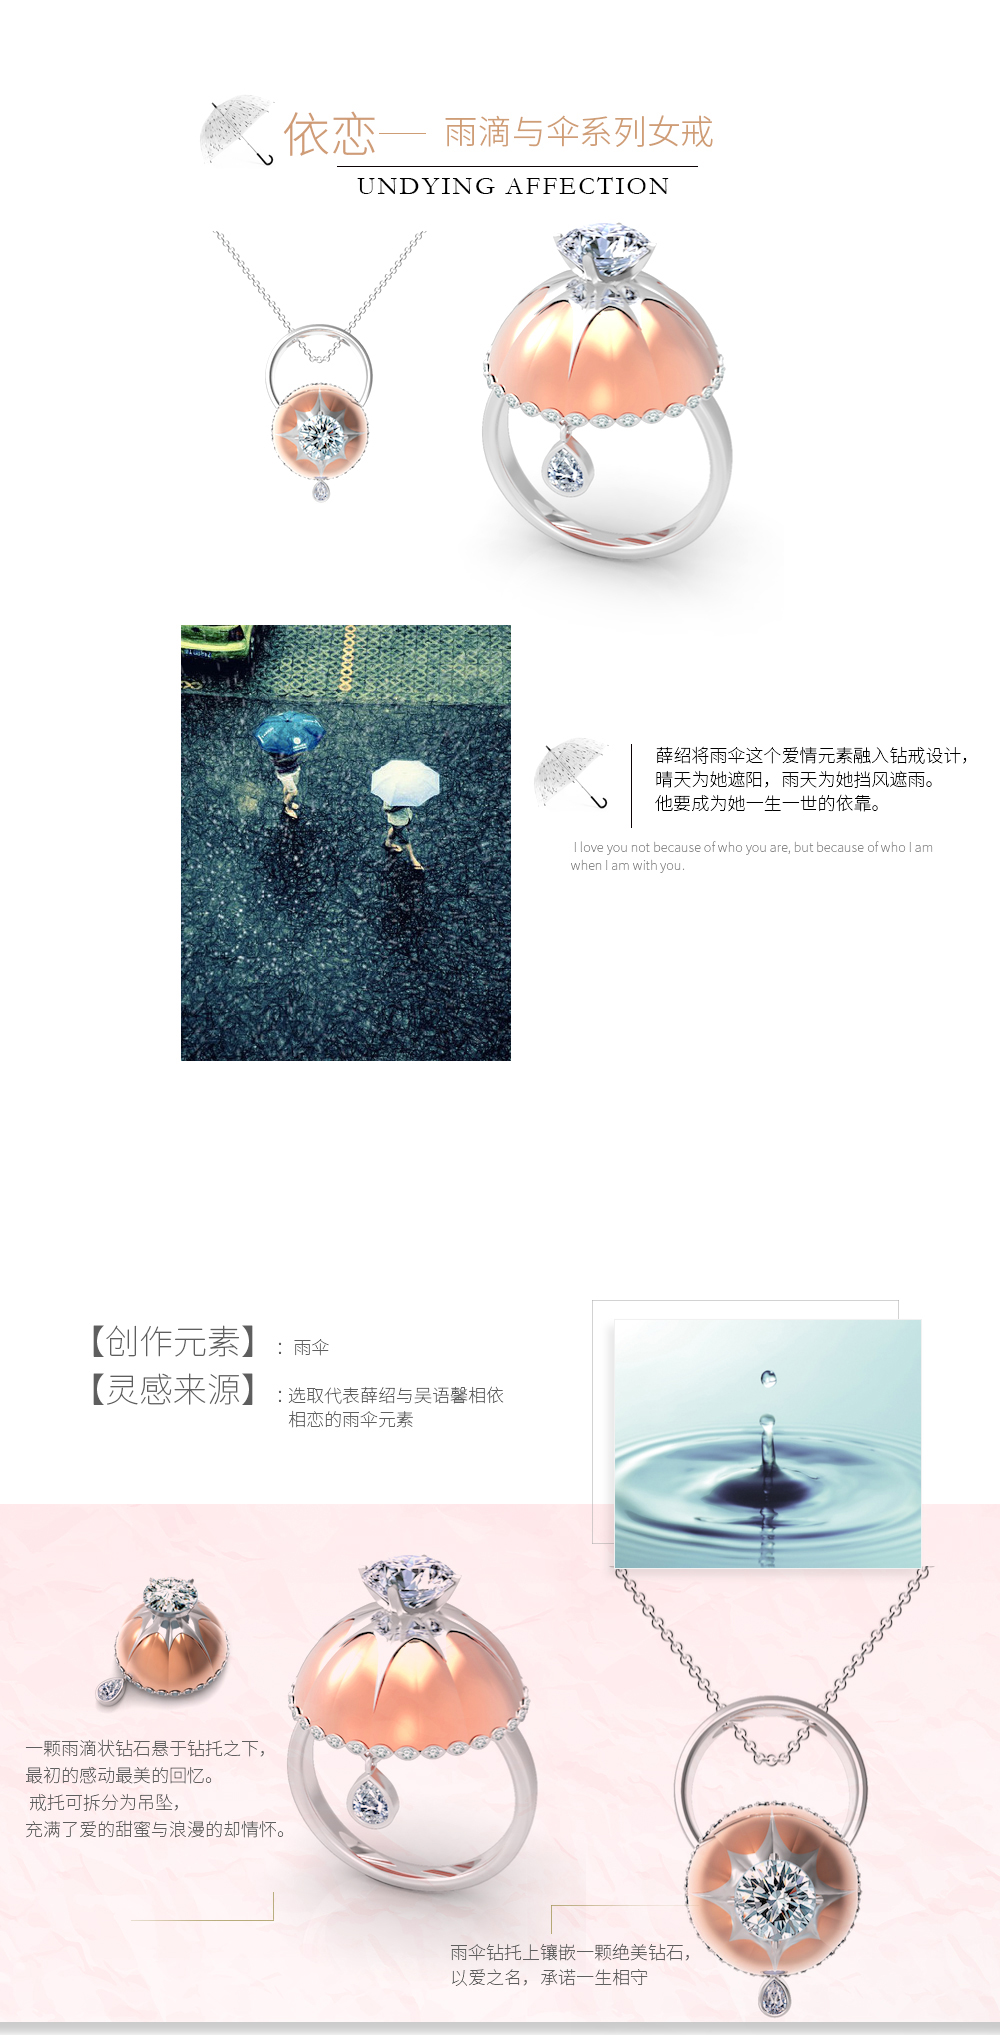 依恋—— 雨滴与伞系列女戒
UNDYING AFFECTION
薛绍将雨伞这个爱情元素融入钻戒设计，
晴天为她遮阳，雨天为她挡风遮雨。
他要成为她一生一世的依靠。
I love you not because of who you are, but because of who I am
when I am with you.
【创作元素】：雨伞
【灵感来源】：选取代表薛绍与吴语馨相依
相恋的雨伞元素
一颗雨滴状钻石悬于钻托之下，
最初的感动最美的回忆。
戒托可拆分为吊坠，
充满了爱的甜蜜与浪漫的却情怀。
雨伞钻托上镶嵌一颗绝美钻石，
以爱之名，承诺一生相守